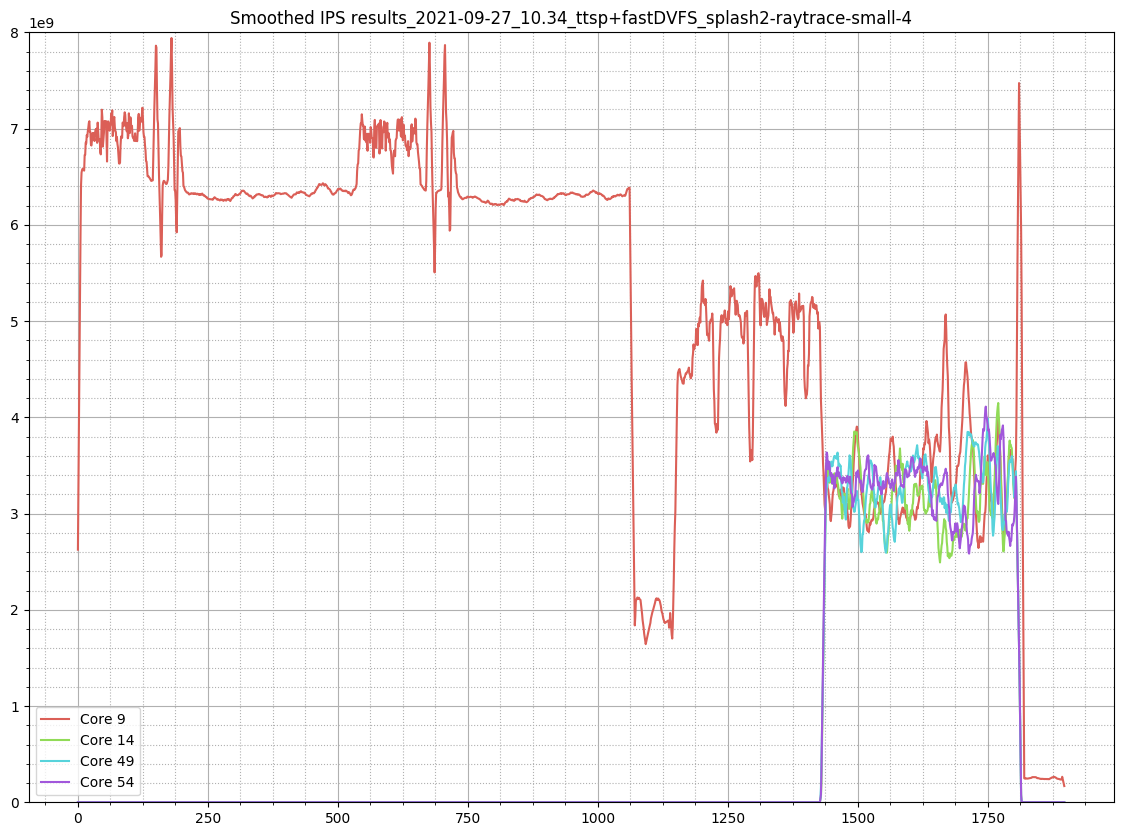 Smoothed IPS results_2021-09-27_10.34_ttsp+fastDVFS_splash2-raytrace-small-4
1e9
8
7
6
5
4
3
2
1
0
Core 9
Core 14
Core 49
Core 54
0 250 500 750 1000 1250 1500 1750